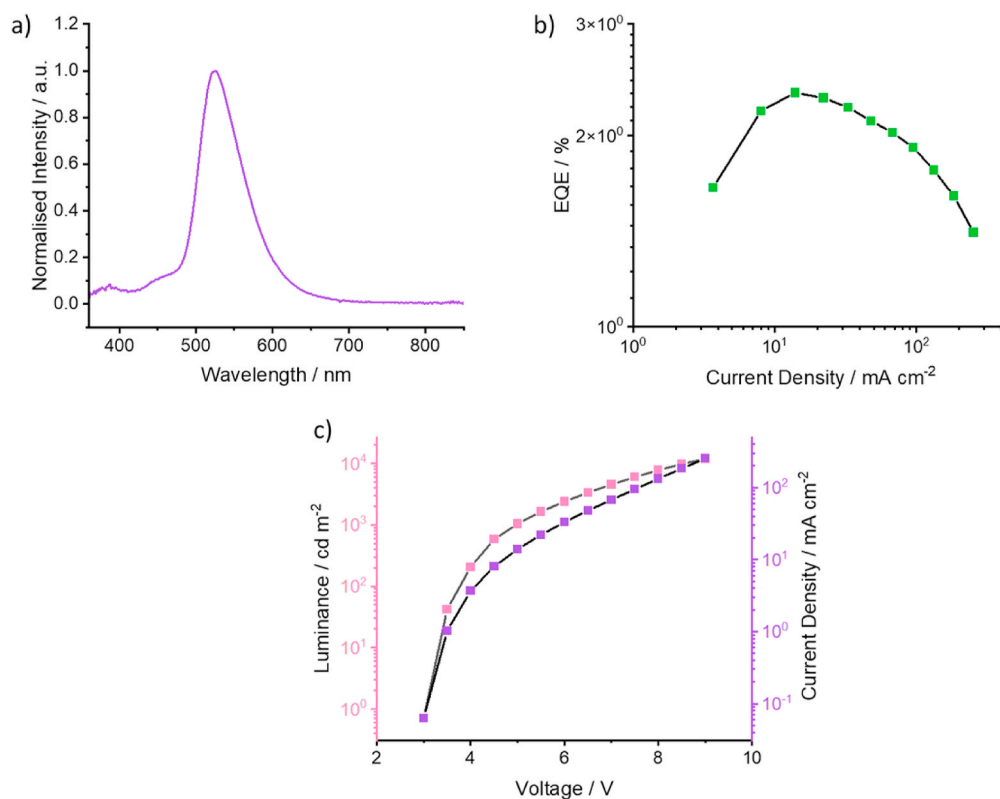 a)
1.2
1.0
0.8
0.6
0.4
0.2
0.0
Normalised Intensity / a.u.
400 500 600 700 800
Wavelength / nm
b)
3×10⁰
2×10⁰
10⁰
EQE / %
10⁰ 10¹ 10²
Current Density / mA cm⁻²
c)
10⁴
10³
10²
10¹
10⁰
Luminance / cd m⁻²
10²
10¹
10⁰
10⁻¹
Current Density / mA cm⁻²
2 4 6 8 10
Voltage / V